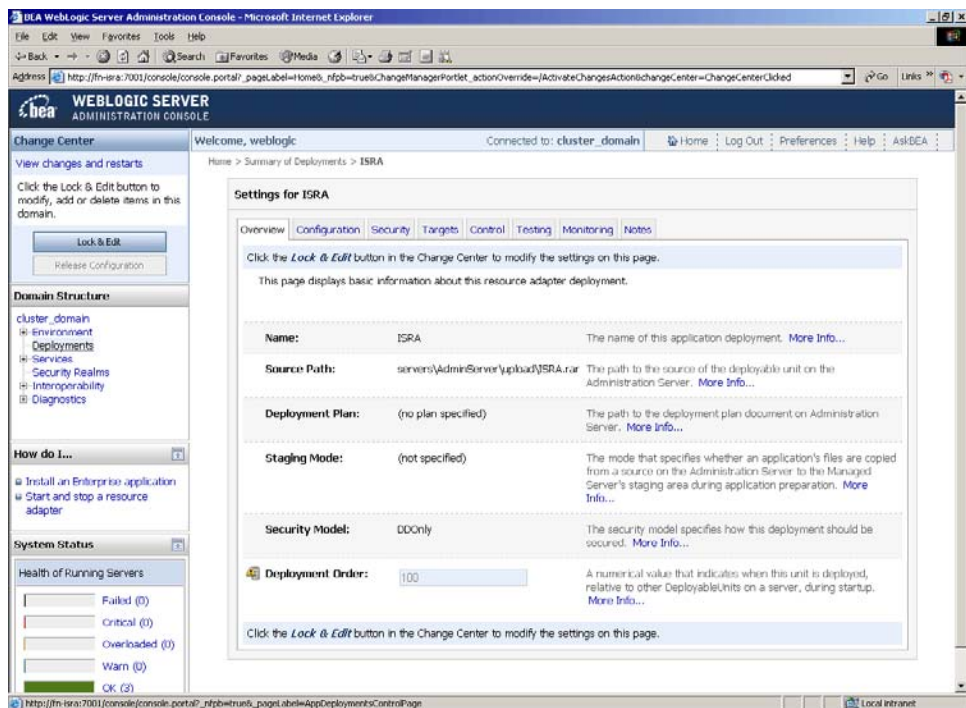 BEA WebLogic Server Administration Console - Microsoft Internet Explorer
File Edit View Favorites Tools Help
Back Search Favorites Media
Address http://fn-isra:7001/console/console.portal?_pageLabel=Home&_nfpb=true&ChangeManagerPortlet_actionOverride=/ActivateChangesAction&changeCenter=ChangeCenterClicked Go Links »
bea WEBLOGIC SERVER
ADMINISTRATION CONSOLE
Change Center
View changes and restarts
Click the Lock & Edit button to
modify, add or delete items in this
domain.
Lock & Edit
Release Configuration
Domain Structure
cluster_domain
Environment
Deployments
Services
Security Realms
Interoperability
Diagnostics
How do I...
Install an Enterprise application
Start and stop a resource
adapter
System Status
Health of Running Servers
Failed (0)
Critical (0)
Overloaded (0)
Warn (0)
OK (3)
Welcome, weblogic Connected to: cluster_domain Home Log Out Preferences Help AskBEA
Home > Summary of Deployments > ISRA
Settings for ISRA
Overview Configuration Security Targets Control Testing Monitoring Notes
Click the Lock & Edit button in the Change Center to modify the settings on this page.
This page displays basic information about this resource adapter deployment.
Name: ISRA The name of this application deployment. More Info...
Source Path: servers\AdminServer\upload\ISRA.rar The path to the source of the deployable unit on the
Administration Server. More Info...
Deployment Plan: (no plan specified) The path to the deployment plan document on Administration
Server. More Info...
Staging Mode: (not specified) The mode that specifies whether an application's files are copied
from a source on the Administration Server to the Managed
Server's staging area during application preparation. More
Info...
Security Model: DDOnly The security model specifies how this deployment should be
secured. More Info...
Deployment Order: 100 A numerical value that indicates when this unit is deployed,
relative to other DeployableUnits on a server, during startup.
More Info...
Click the Lock & Edit button in the Change Center to modify the settings on this page.
http://fn-isra:7001/console/console.portal?_nfpb=true&_pageLabel=AppDeploymentsControlPage Local intranet